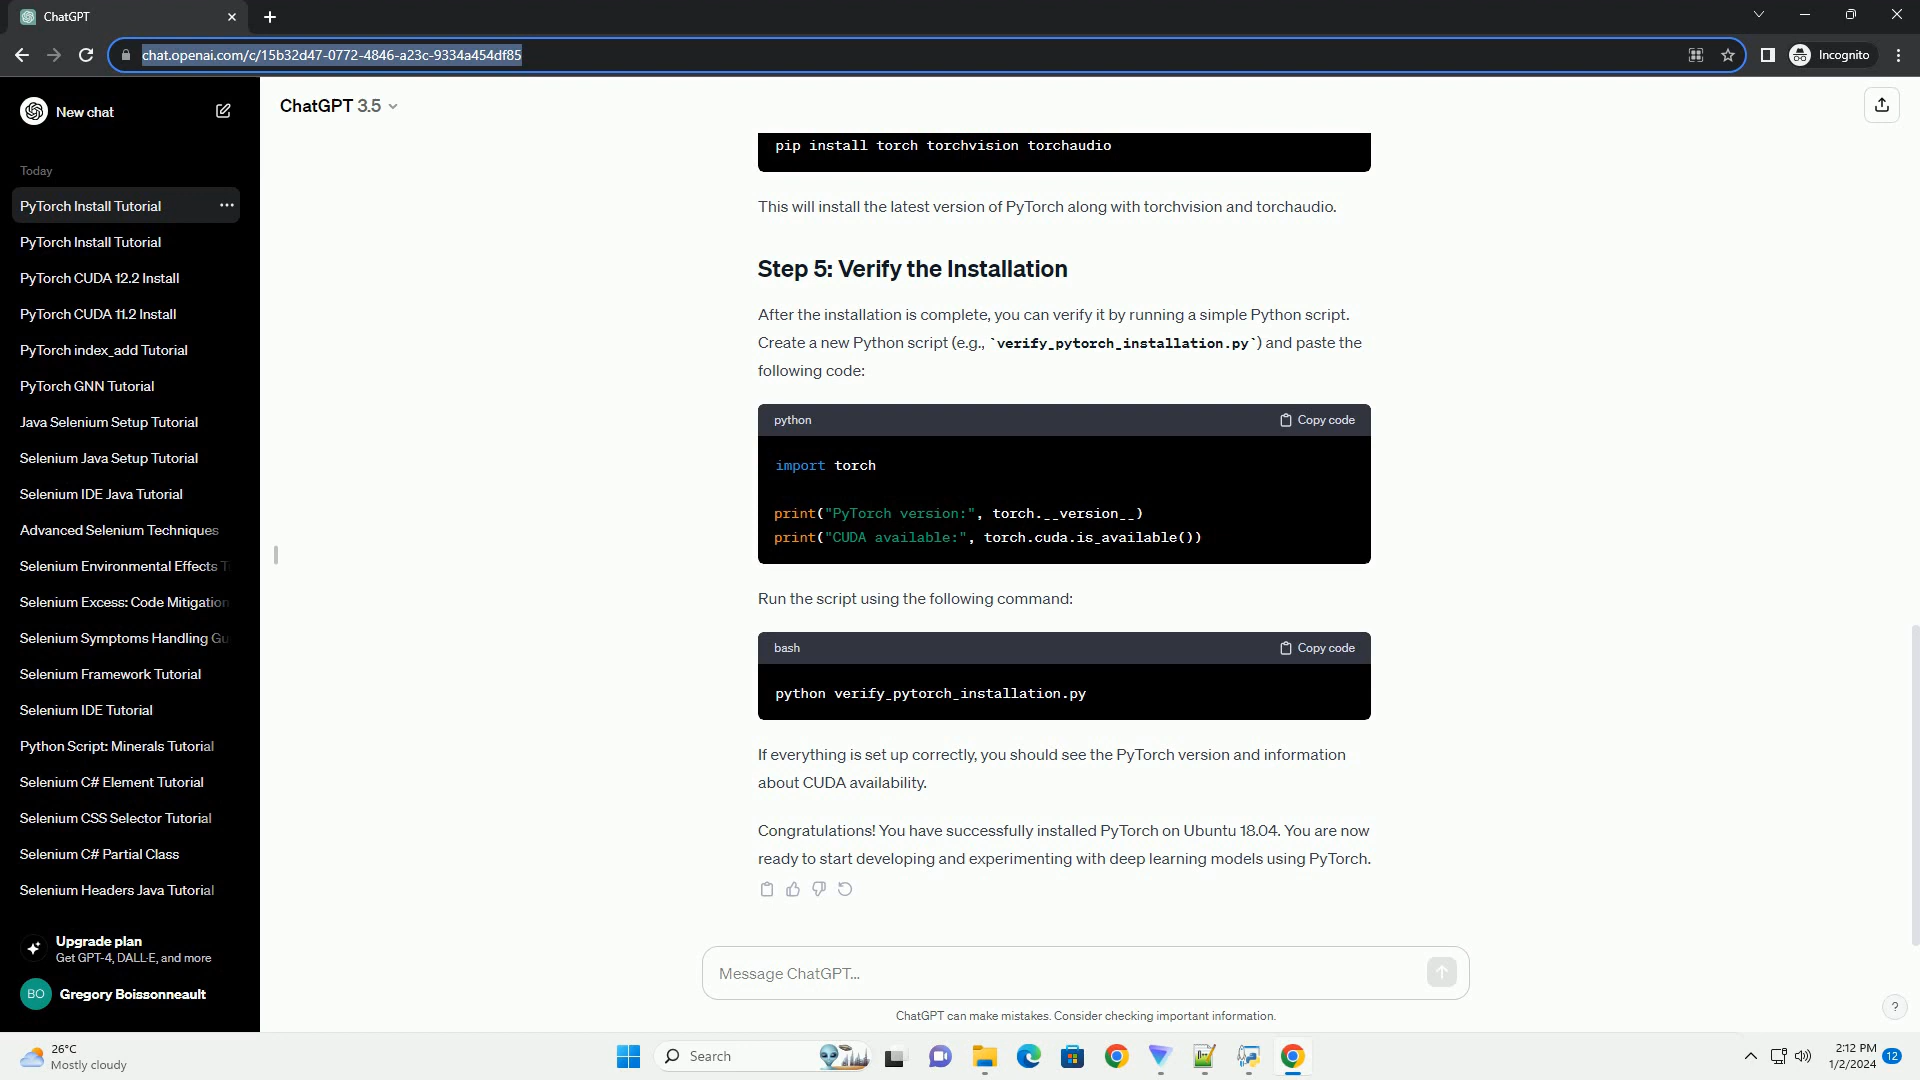 ChatGPT
chat.openai.com/c/15b32d47-0772-4846-a23c-9334a454df85
Incognito
New chat
ChatGPT 3.5
Today
PyTorch Install Tutorial
PyTorch Install Tutorial
PyTorch CUDA 12.2 Install
PyTorch CUDA 11.2 Install
PyTorch index_add Tutorial
PyTorch GNN Tutorial
Java Selenium Setup Tutorial
Selenium Java Setup Tutorial
Selenium IDE Java Tutorial
Advanced Selenium Techniques
Selenium Environmental Effects T
Selenium Excess: Code Mitigation
Selenium Symptoms Handling Gu
Selenium Framework Tutorial
Selenium IDE Tutorial
Python Script: Minerals Tutorial
Selenium C# Element Tutorial
Selenium CSS Selector Tutorial
Selenium C# Partial Class
Selenium Headers Java Tutorial
Upgrade plan
Get GPT-4, DALL·E, and more
BO Gregory Boissonneault
pip install torch torchvision torchaudio
This will install the latest version of PyTorch along with torchvision and torchaudio.
Step 5: Verify the Installation
After the installation is complete, you can verify it by running a simple Python script.
Create a new Python script (e.g., `verify_pytorch_installation.py`) and paste the
following code:
python Copy code
import torch
print("PyTorch version:", torch.__version__)
print("CUDA available:", torch.cuda.is_available())
Run the script using the following command:
bash Copy code
python verify_pytorch_installation.py
If everything is set up correctly, you should see the PyTorch version and information
about CUDA availability.
Congratulations! You have successfully installed PyTorch on Ubuntu 18.04. You are now
ready to start developing and experimenting with deep learning models using PyTorch.
Message ChatGPT...
ChatGPT can make mistakes. Consider checking important information.
?
26°C
Mostly cloudy
Search
2:12 PM
1/2/2024
12